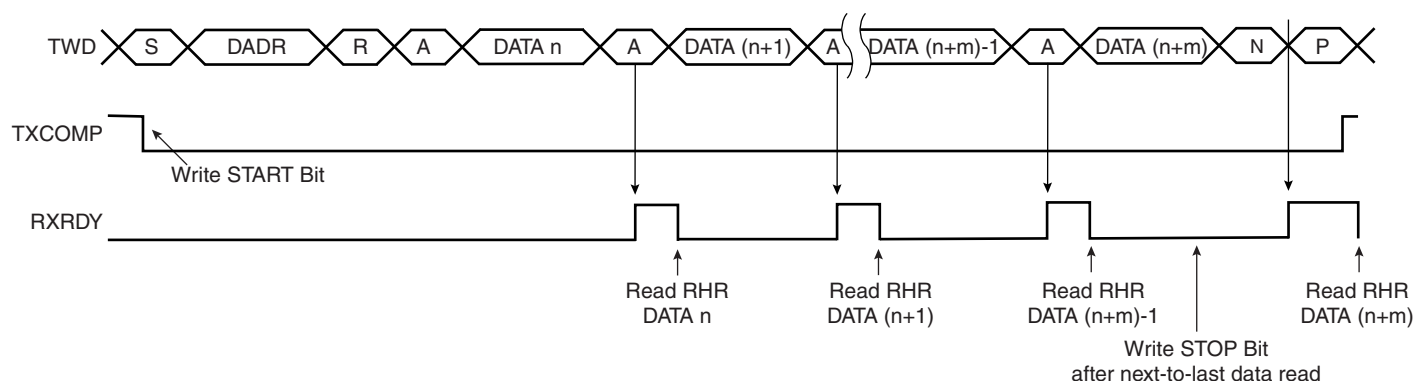 TWD S DADR R A DATA n A DATA (n+1) A DATA (n+m)-1 A DATA (n+m) N P
TXCOMP
Write START Bit
RXRDY
Read RHR
DATA n
Read RHR
DATA (n+1)
Read RHR
DATA (n+m)-1
Read RHR
DATA (n+m)
Write STOP Bit
after next-to-last data read